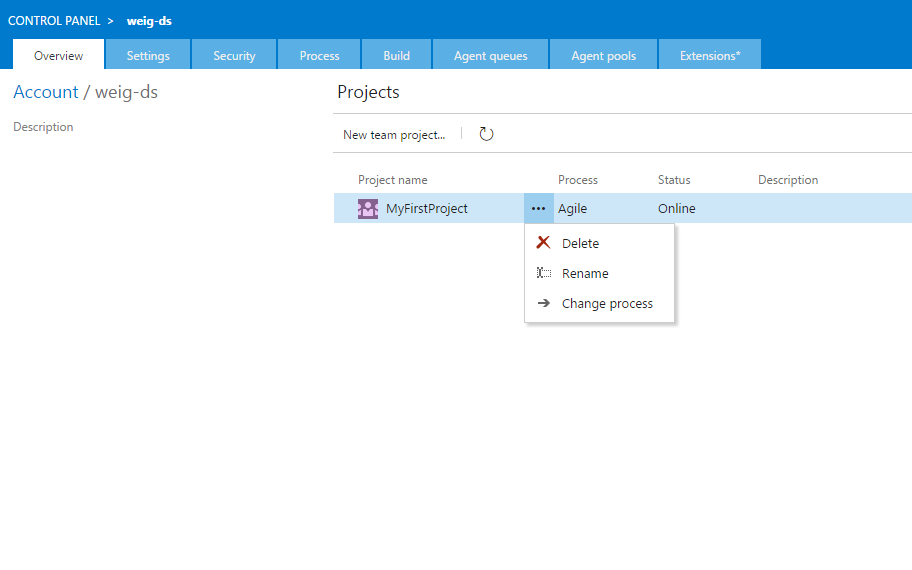 CONTROL PANEL > weig-ds
Overview Settings Security Process Build Agent queues Agent pools Extensions*
Account / weig-ds
Description
Projects
New team project...
Project name Process Status Description
MyFirstProject ... Agile Online
Delete
Rename
Change process